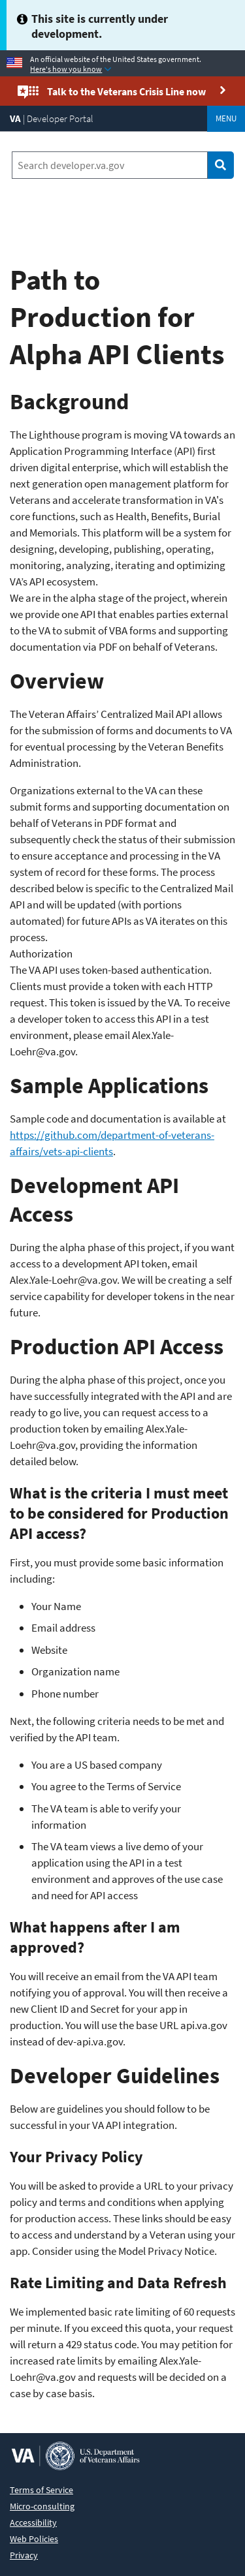 This site is currently under
development.
An official website of the United States government.
Here's how you know
Talk to the Veterans Crisis Line now
VA | Developer Portal
MENU
Search developer.va.gov
Path to
Production for
Alpha API Clients
Background
The Lighthouse program is moving VA towards an
Application Programming Interface (API) first
driven digital enterprise, which will establish the
next generation open management platform for
Veterans and accelerate transformation in VA's
core functions, such as Health, Benefits, Burial
and Memorials. This platform will be a system for
designing, developing, publishing, operating,
monitoring, analyzing, iterating and optimizing
VA's API ecosystem.
We are in the alpha stage of the project, wherein
we provide one API that enables parties external
to the VA to submit of VBA forms and supporting
documentation via PDF on behalf of Veterans.
Overview
The Veteran Affairs' Centralized Mail API allows
for the submission of forms and documents to VA
for eventual processing by the Veteran Benefits
Administration.
Organizations external to the VA can these
submit forms and supporting documentation on
behalf of Veterans in PDF format and
subsequently check the status of their submission
to ensure acceptance and processing in the VA
system of record for these forms. The process
described below is specific to the Centralized Mail
API and will be updated (with portions
automated) for future APIs as VA iterates on this
process.
Authorization
The VA API uses token-based authentication.
Clients must provide a token with each HTTP
request. This token is issued by the VA. To receive
a developer token to access this API in a test
environment, please email Alex.Yale-
Loehr@va.gov.
Sample Applications
Sample code and documentation is available at
https://github.com/department-of-veterans-
affairs/vets-api-clients.
Development API
Access
During the alpha phase of this project, if you want
access to a development API token, email
Alex.Yale-Loehr@va.gov. We will be creating a self
service capability for developer tokens in the near
future.
Production API Access
During the alpha phase of this project, once you
have successfully integrated with the API and are
ready to go live, you can request access to a
production token by emailing Alex.Yale-
Loehr@va.gov, providing the information
detailed below.
What is the criteria I must meet
to be considered for Production
API access?
First, you must provide some basic information
including:
• Your Name
• Email address
• Website
• Organization name
• Phone number
Next, the following criteria needs to be met and
verified by the API team.
• You are a US based company
• You agree to the Terms of Service
• The VA team is able to verify your
information
• The VA team views a live demo of your
application using the API in a test
environment and approves of the use case
and need for API access
What happens after I am
approved?
You will receive an email from the VA API team
notifying you of approval. You will then receive a
new Client ID and Secret for your app in
production. You will use the base URL api.va.gov
instead of dev-api.va.gov.
Developer Guidelines
Below are guidelines you should follow to be
successful in your VA API integration.
Your Privacy Policy
You will be asked to provide a URL to your privacy
policy and terms and conditions when applying
for production access. These links should be easy
to access and understand by a Veteran using your
app. Consider using the Model Privacy Notice.
Rate Limiting and Data Refresh
We implemented basic rate limiting of 60 requests
per minute. If you exceed this quota, your request
will return a 429 status code. You may petition for
increased rate limits by emailing Alex.Yale-
Loehr@va.gov and requests will be decided on a
case by case basis.
VA
U.S. Department
of Veterans Affairs
Terms of Service
Micro-consulting
Accessibility
Web Policies
Privacy